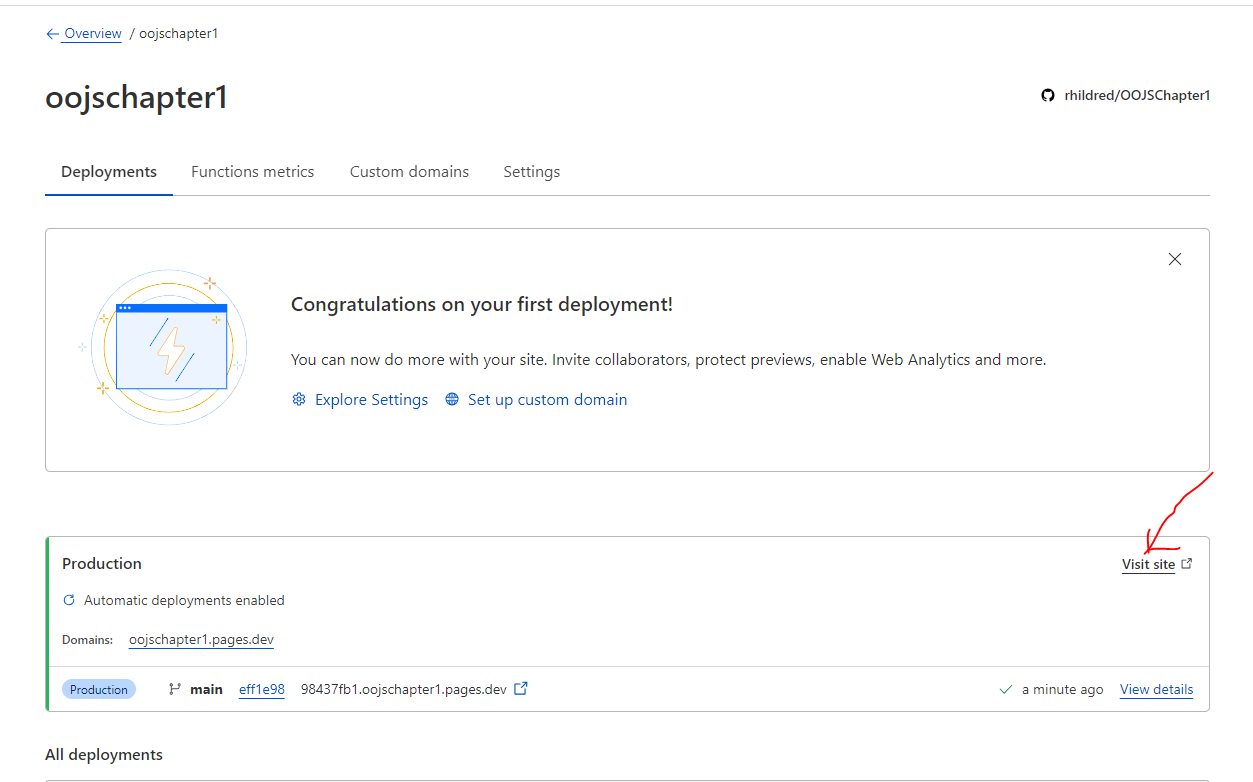 Overview / oojschapter1
oojschapter1
rhildred/OOJSChapter1
Deployments Functions metrics Custom domains Settings
Congratulations on your first deployment!
You can now do more with your site. Invite collaborators, protect previews, enable Web Analytics and more.
Explore Settings Set up custom domain
Production
Visit site
Automatic deployments enabled
Domains: oojschapter1.pages.dev
Production main eff1e98 98437fb1.oojschapter1.pages.dev a minute ago View details
All deployments